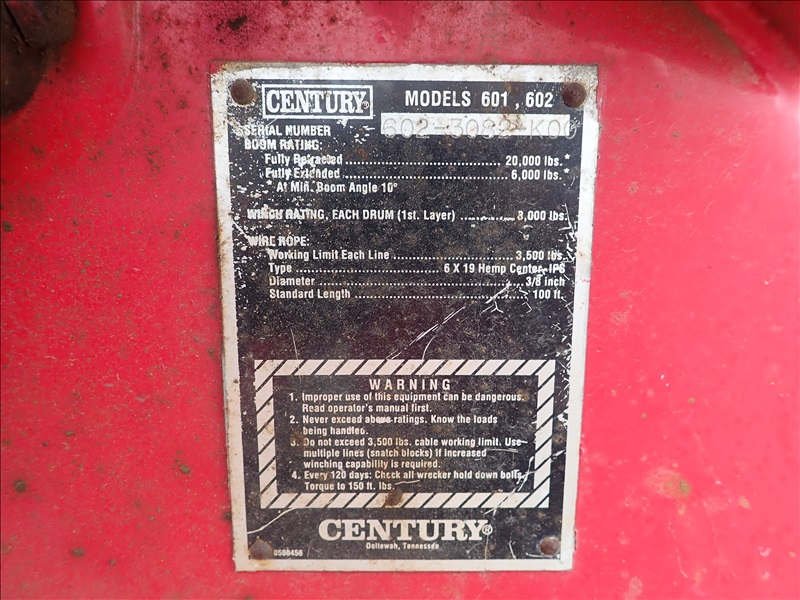 CENTURY® MODELS 601, 602
SERIAL NUMBER
BOOM RATING:
Fully Retracted ........ 20,000 lbs.*
Fully Extended ........ 6,000 lbs.*
At Min. Boom Angle 10°
WINCH RATING, EACH DRUM (1st. Layer) ........ 8,000 lbs.
WIRE ROPE:
Working Limit Each Line ........ 3,500 lbs.
Type ........ 6 X 19 Hemp Center-IPS
Diameter ........ 3/8 inch
Standard Length ........ 100 ft.
WARNING
1. Improper use of this equipment can be dangerous.
Read operator's manual first.
2. Never exceed above ratings. Know the loads
being handled.
3. Do not exceed 3,500 lbs. cable working limit. Use
multiple lines (snatch blocks) if increased
winching capability is required.
4. Every 120 days: Check all wrecker hold down bolts.
Torque to 150 ft. lbs.
CENTURY®
Ooltewah, Tennessee